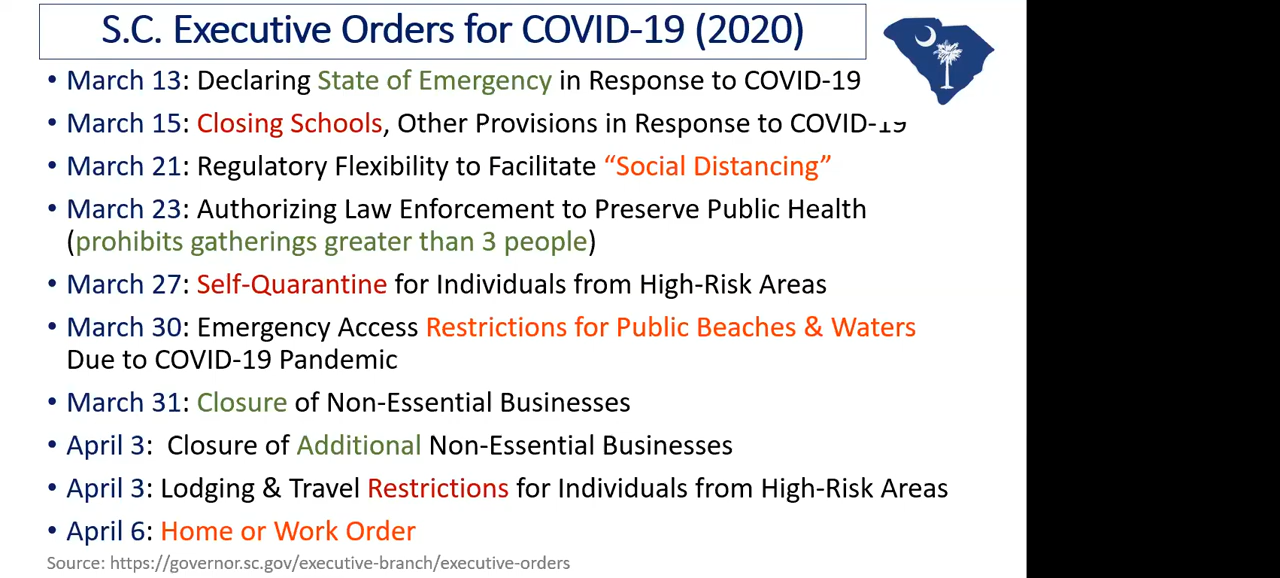 S.C. Executive Orders for COVID-19 (2020)
• March 13: Declaring State of Emergency in Response to COVID-19
• March 15: Closing Schools, Other Provisions in Response to COVID-19
• March 21: Regulatory Flexibility to Facilitate “Social Distancing”
• March 23: Authorizing Law Enforcement to Preserve Public Health
(prohibits gatherings greater than 3 people)
• March 27: Self-Quarantine for Individuals from High-Risk Areas
• March 30: Emergency Access Restrictions for Public Beaches & Waters
Due to COVID-19 Pandemic
• March 31: Closure of Non-Essential Businesses
• April 3: Closure of Additional Non-Essential Businesses
• April 3: Lodging & Travel Restrictions for Individuals from High-Risk Areas
• April 6: Home or Work Order
Source: https://governor.sc.gov/executive-branch/executive-orders